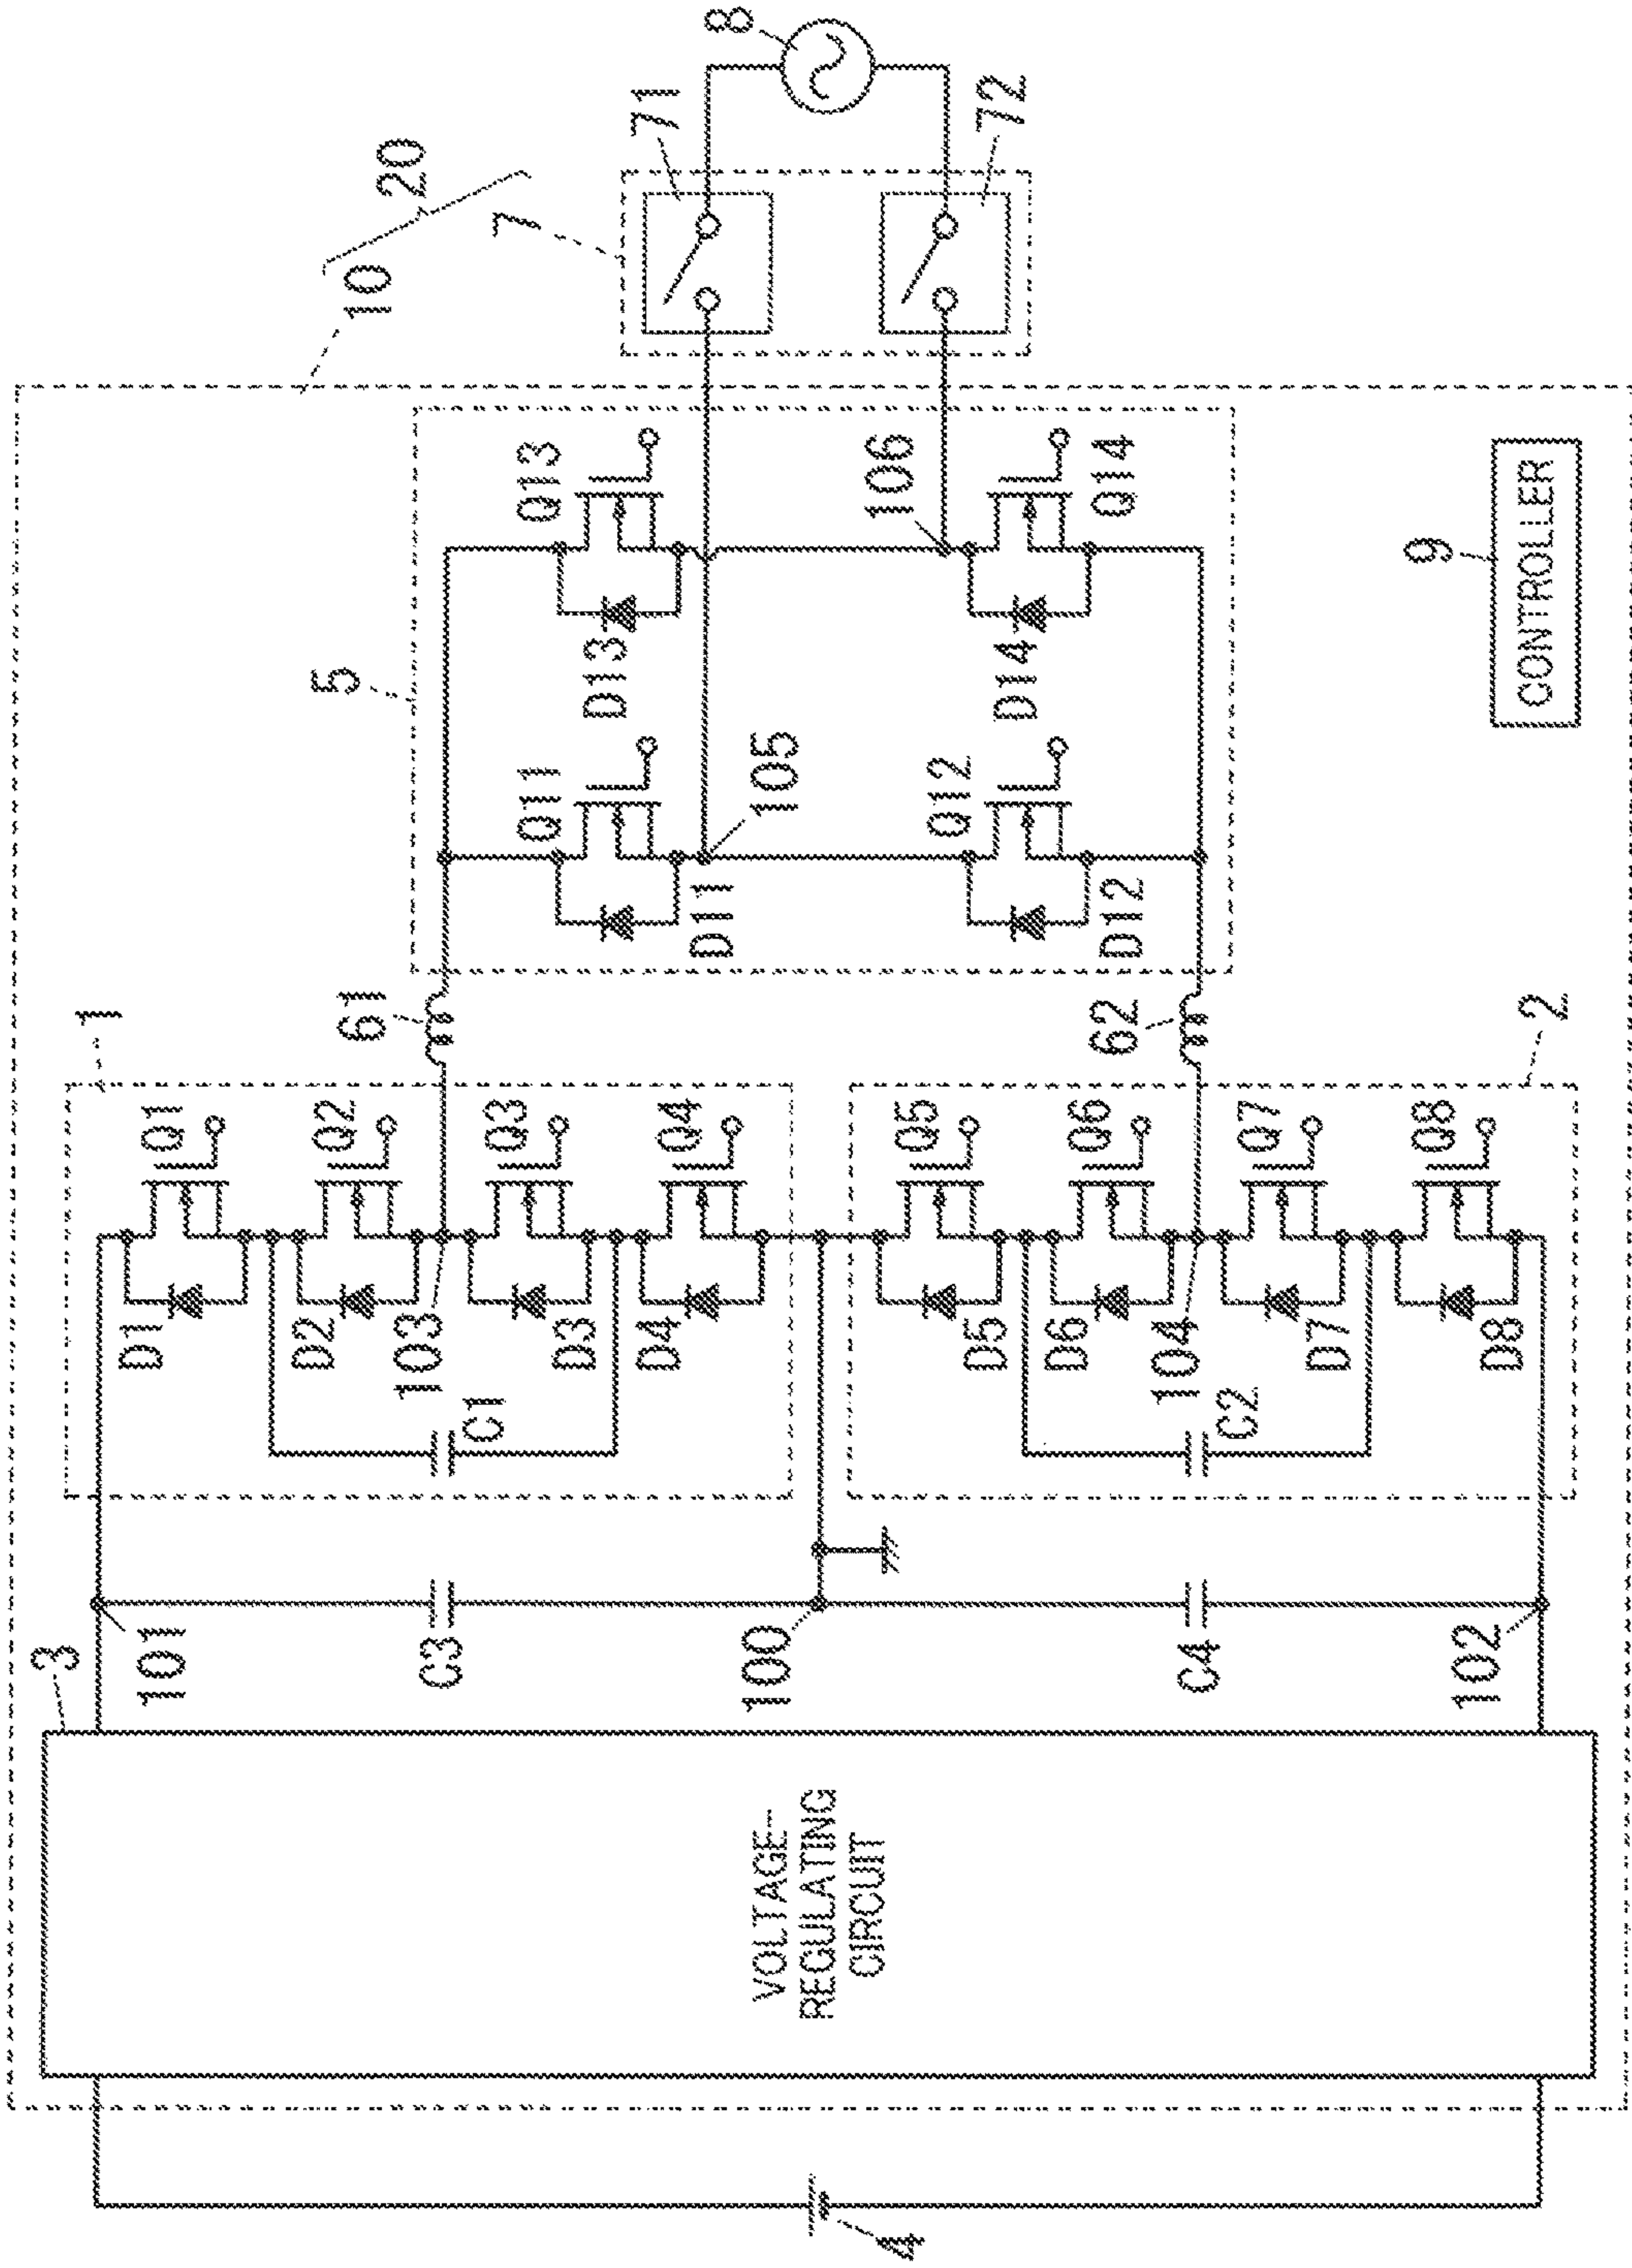 20
10
7
71
8
72
5
Q13
D13
106
Q14
D14
Q11
D11
105
Q12
D12
9
CONTROLLER
61
62
1
Q1
D1
Q2
D2
103
Q3
D3
Q4
D4
C1
2
Q5
D5
Q6
D6
104
Q7
D7
Q8
D8
C2
3
101
C3
100
C4
102
VOLTAGE-
REGULATING
CIRCUIT
4